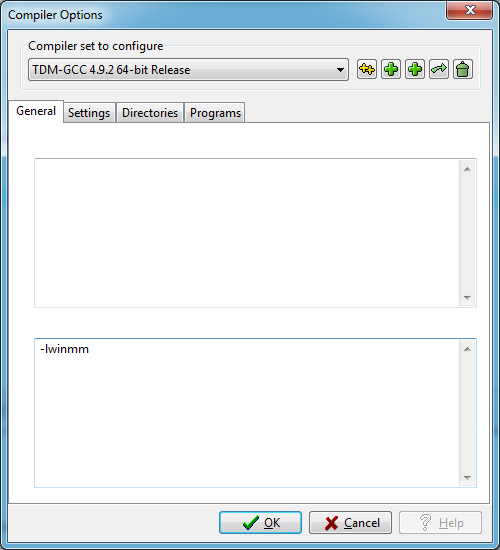 Compiler Options
Compiler set to configure
TDM-GCC 4.9.2 64-bit Release
General Settings Directories Programs
-lwinmm
OK Cancel Help